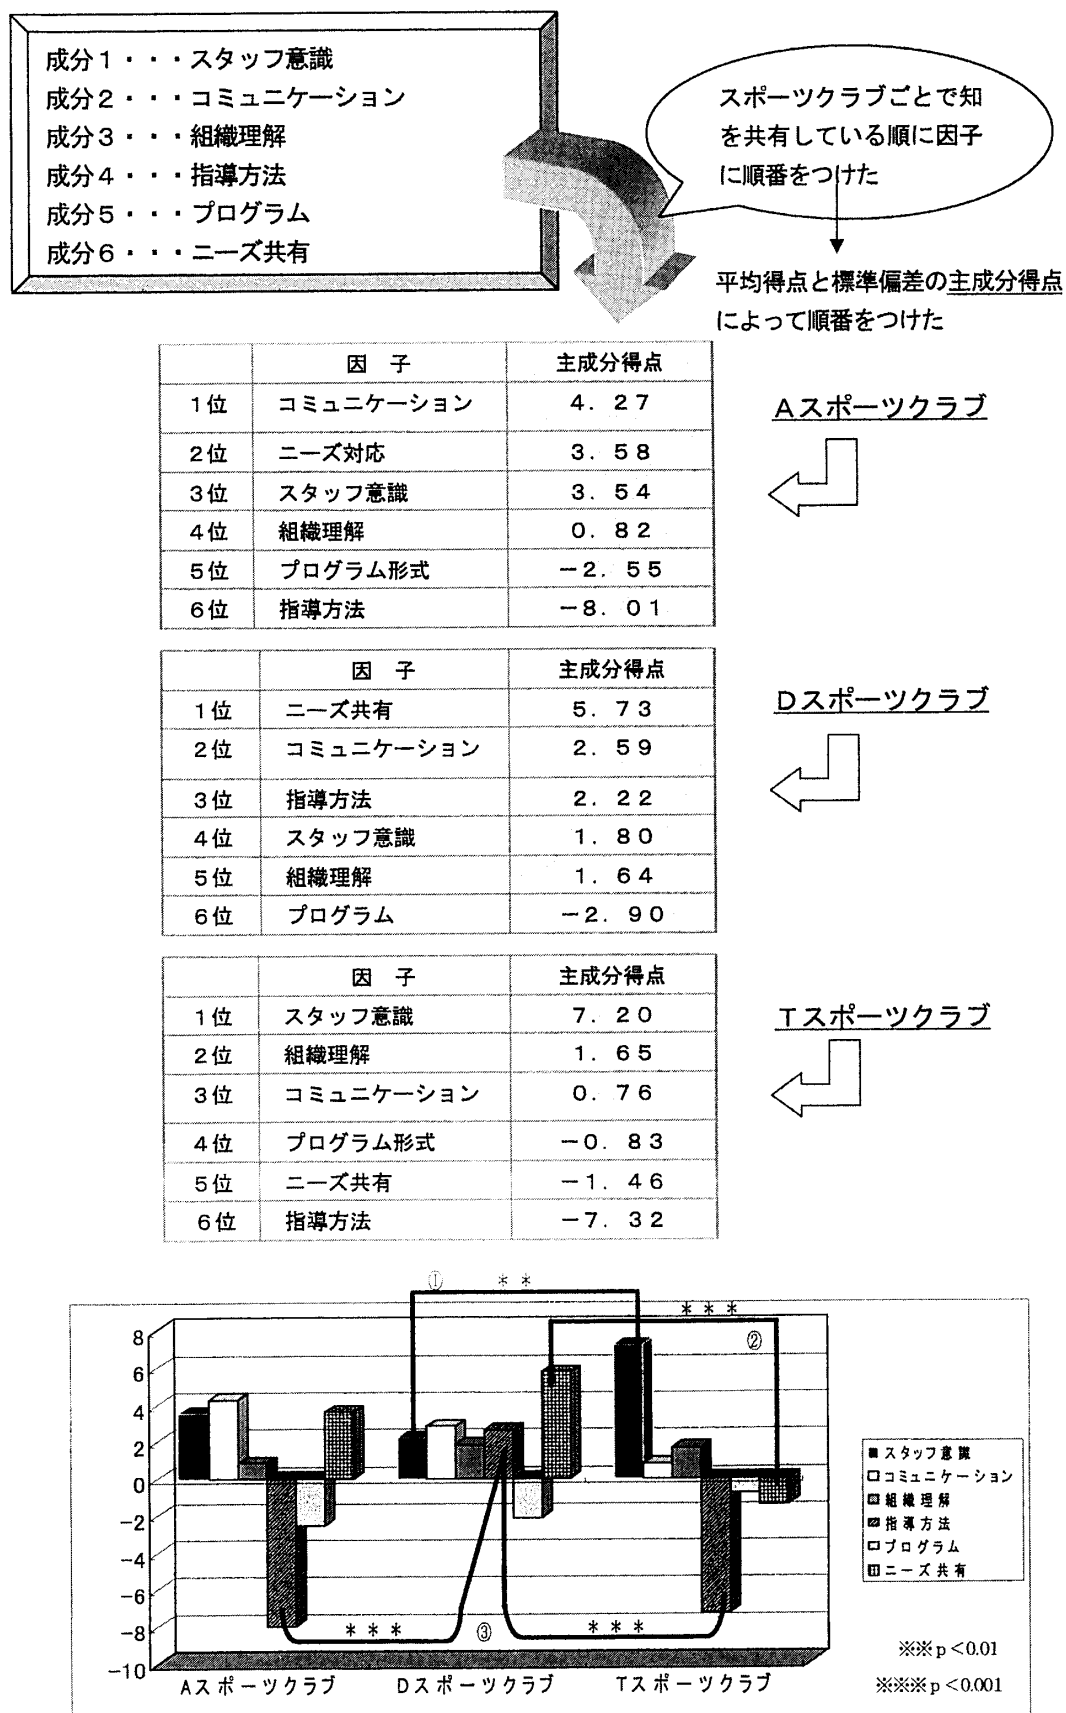 成分1・・・スタッフ意識
成分2・・・コミュニケーション
成分3・・・組織理解
成分4・・・指導方法
成分5・・・プログラム
成分6・・・ニーズ共有
スポーツクラブごとで知
を共有している順に因子
に順番をつけた
平均得点と標準偏差の主成分得点
によって順番をつけた
因 子 主成分得点
1位 コミュニケーション 4.27
2位 ニーズ対応 3.58
3位 スタッフ意識 3.54
4位 組織理解 0.82
5位 プログラム形式 −2.55
6位 指導方法 −8.01
Aスポーツクラブ
因 子 主成分得点
1位 ニーズ共有 5.73
2位 コミュニケーション 2.59
3位 指導方法 2.22
4位 スタッフ意識 1.80
5位 組織理解 1.64
6位 プログラム −2.90
Dスポーツクラブ
因 子 主成分得点
1位 スタッフ意識 7.20
2位 組織理解 1.65
3位 コミュニケーション 0.76
4位 プログラム形式 −0.83
5位 ニーズ共有 −1.46
6位 指導方法 −7.32
Tスポーツクラブ
① ＊＊
＊＊＊
②
8
6
4
2
0
−2
−4
−6
−8
−10
＊＊＊ ③ ＊＊＊
Aスポーツクラブ Dスポーツクラブ Tスポーツクラブ
スタッフ意識
コミュニケーション
組織理解
指導方法
プログラム
ニーズ共有
※※p<0.01
※※※p<0.001